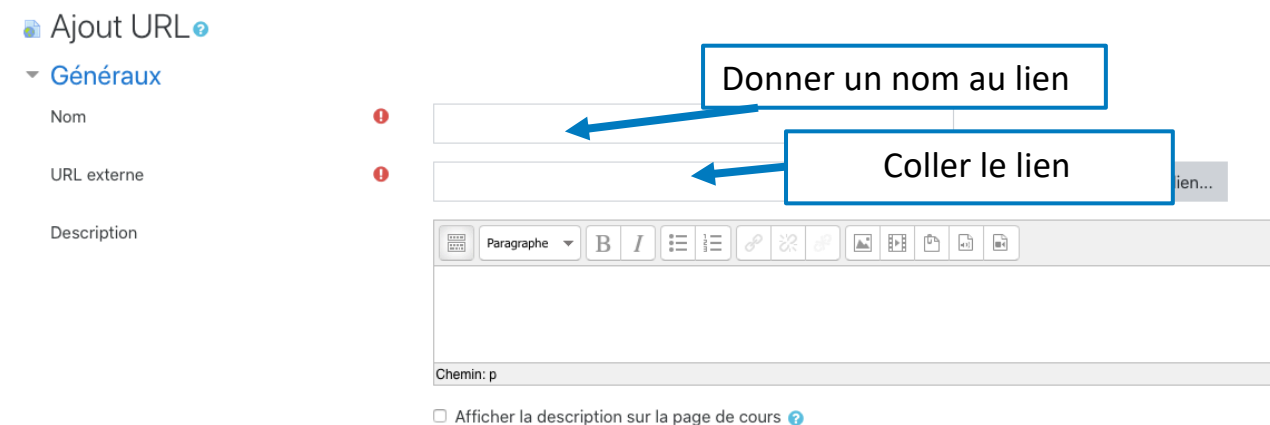 Ajout URL
Généraux
Donner un nom au lien
Nom
Coller le lien
URL externe
ien...
Description
Paragraphe B I
Chemin: p
Afficher la description sur la page de cours